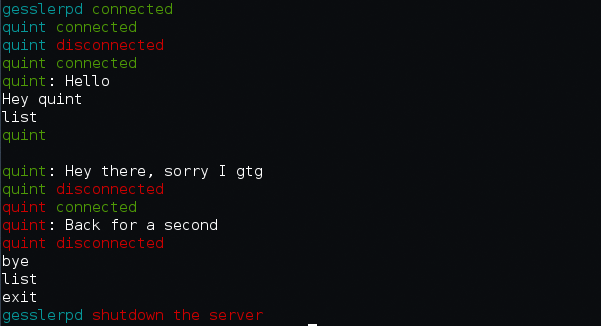 gesslerpd connected
quint connected
quint disconnected
quint connected
quint: Hello
Hey quint
list
quint
quint: Hey there, sorry I gtg
quint disconnected
quint connected
quint: Back for a second
quint disconnected
bye
list
exit
gesslerpd shutdown the server